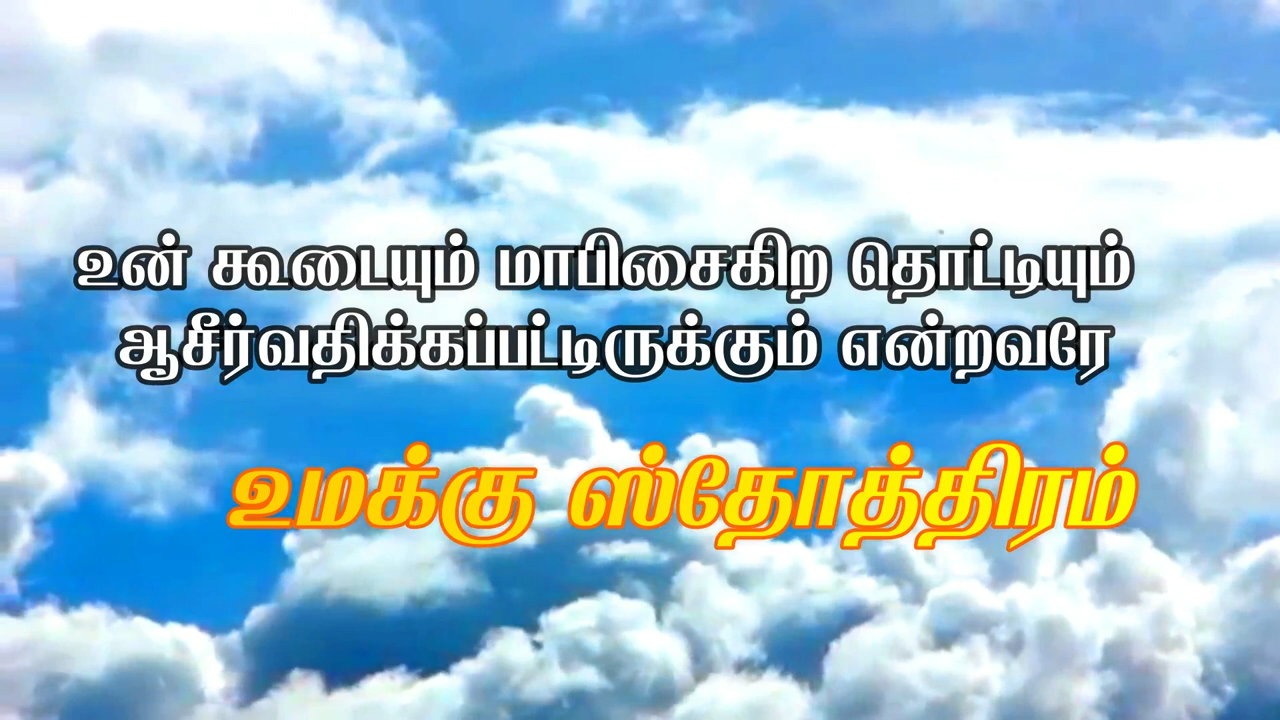 உன் கூடையும் மாபிசைகிற தொட்டியும்
ஆசீர்வதிக்கப்பட்டிருக்கும் என்றவரே
உமக்கு ஸ்தோத்திரம்